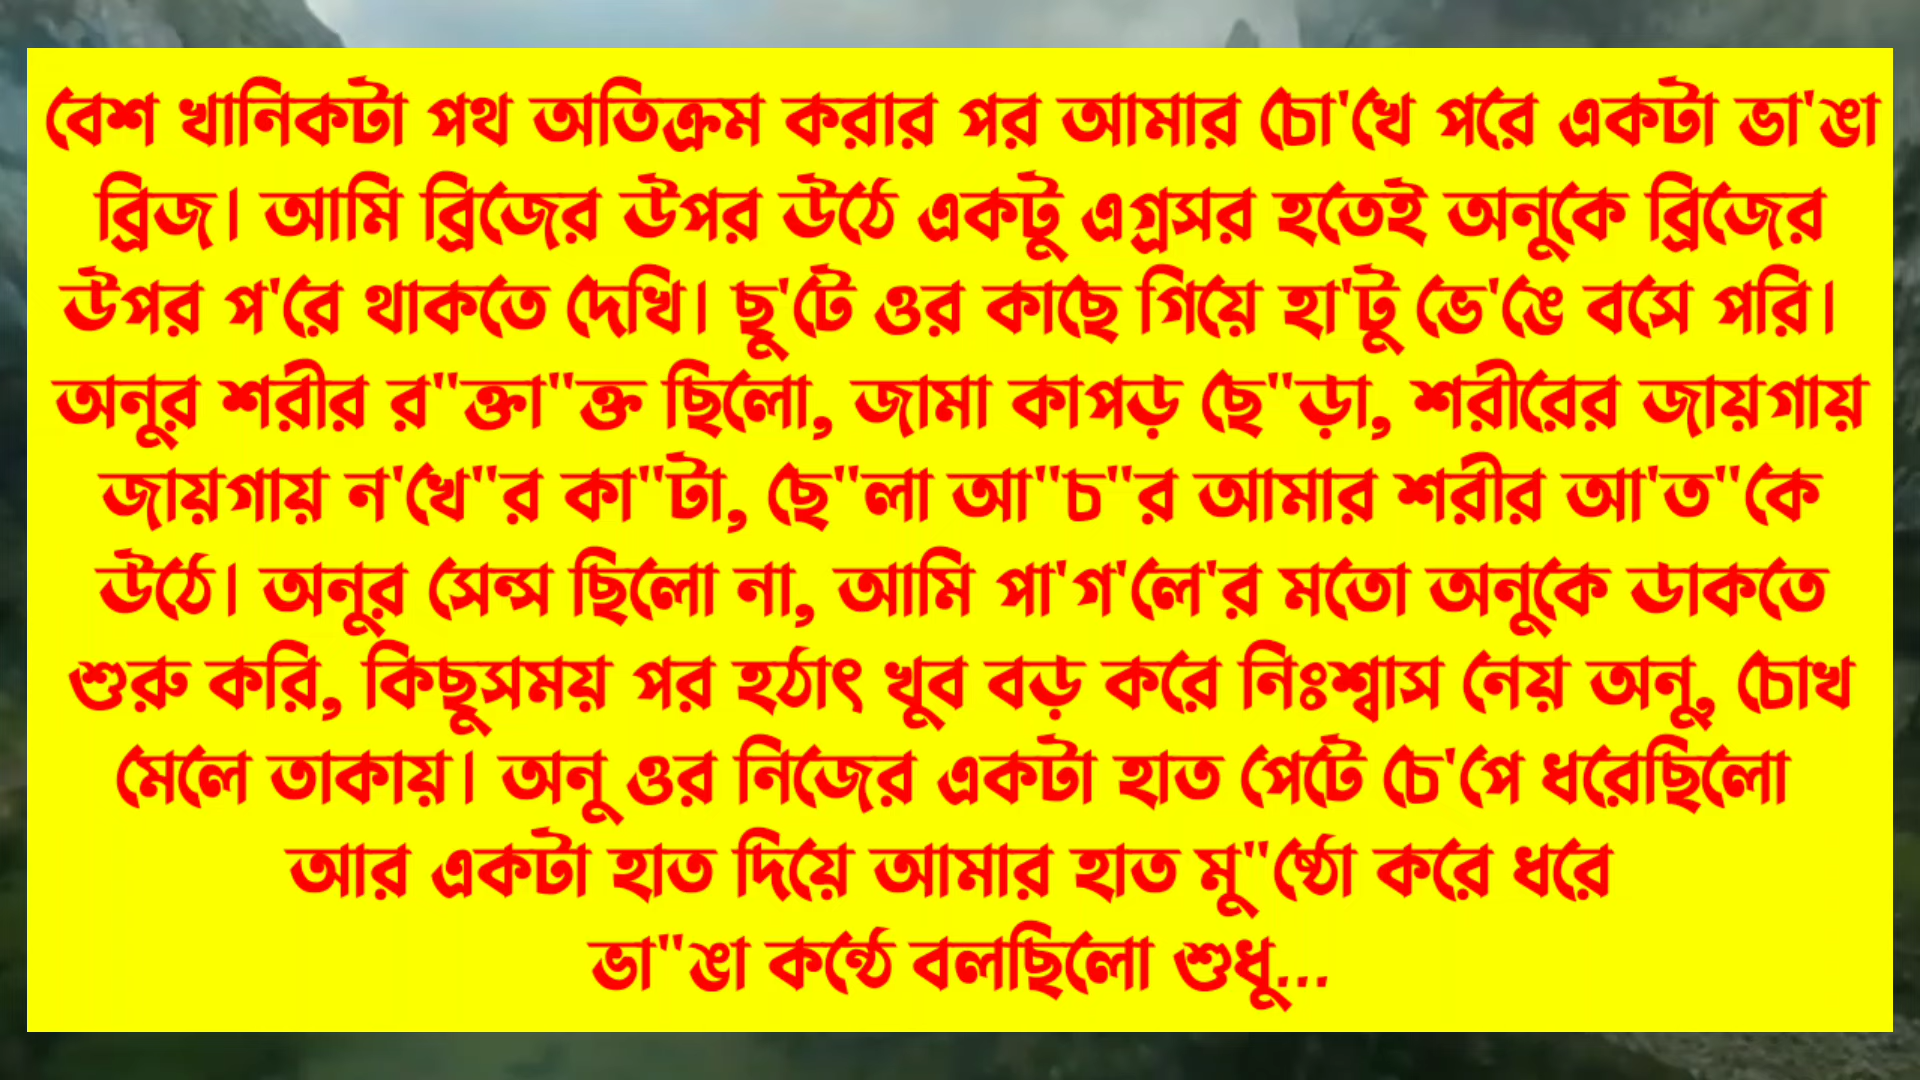 বেশ খানিকটা পথ অতিক্রম করার পর আমার চো'খে পরে একটা ভা'ঙা
ব্রিজ। আমি ব্রিজের উপর উঠে একটু এগ্রসর হতেই অনুকে ব্রিজের
উপর প'রে থাকতে দেখি। ছু'টে ওর কাছে গিয়ে হা'টু ভে'ঙে বসে পরি।
অনুর শরীর র"ক্তা"ক্ত ছিলো, জামা কাপড় ছে"ড়া, শরীরের জায়গায়
জায়গায় ন'খে"র কা"টা, ছে"লা আ"চ"র আমার শরীর আ'ত"কে
উঠে। অনুর সেন্স ছিলো না, আমি পা'গ'লে'র মতো অনুকে ডাকতে
শুরু করি, কিছুসময় পর হঠাৎ খুব বড় করে নিঃশ্বাস নেয় অনু, চোখ
মেলে তাকায়। অনু ওর নিজের একটা হাত পেটে চে'পে ধরেছিলো
আর একটা হাত দিয়ে আমার হাত মু"ষ্ঠো করে ধরে
ভা"ঙা কন্ঠে বলছিলো শুধু...